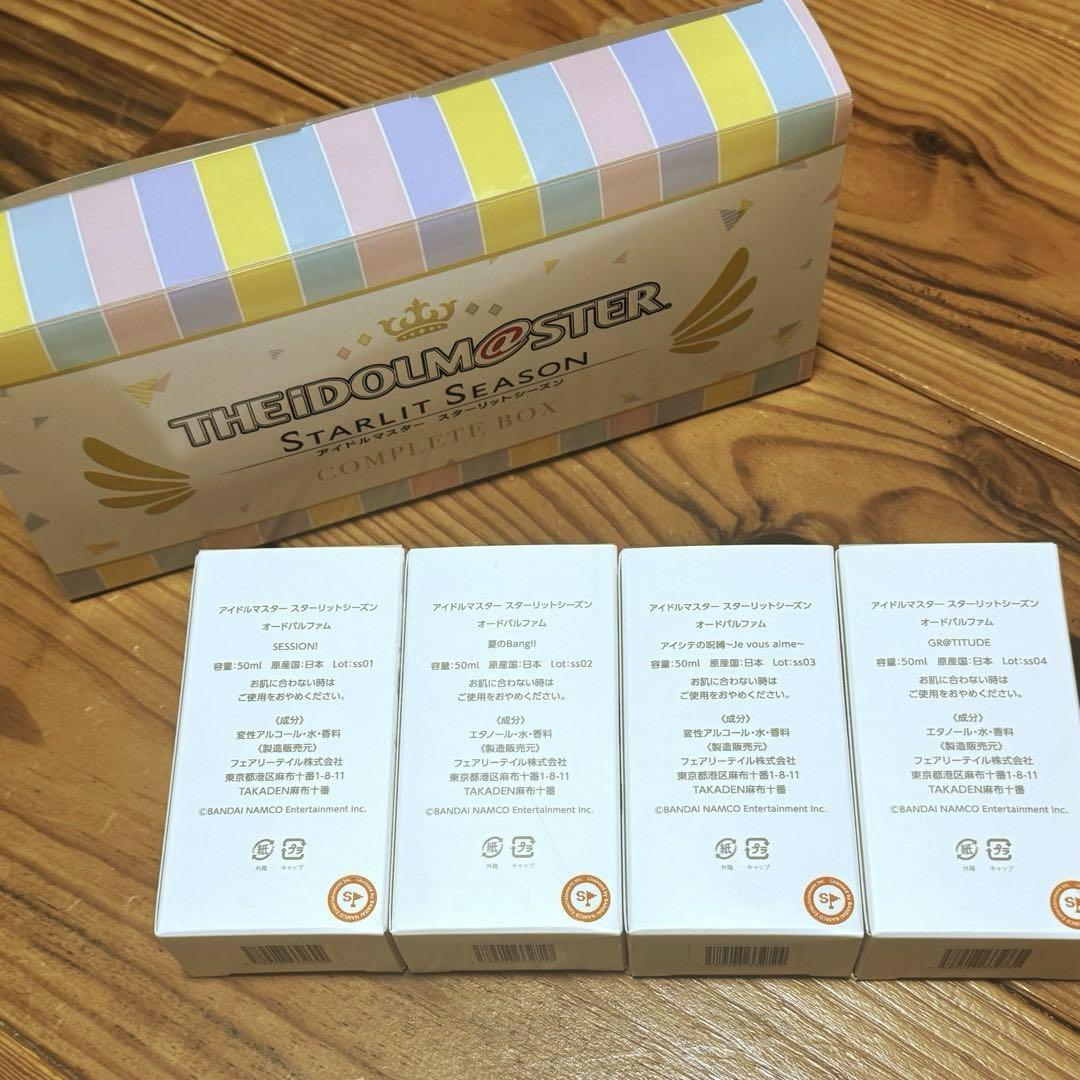 THE iDOLM@STER
STARLIT SEASON
アイドルマスター スターリットシーズン
COMPLETE BOX
アイドルマスター スターリットシーズン
オードパルファム
SESSION!
容量:50ml 原産国:日本 Lot:ss01
お肌に合わない時は
ご使用をおやめください。
《成分》
変性アルコール・水・香料
《製造販売元》
フェアリーテイル株式会社
東京都港区麻布十番1-8-11
TAKADEN麻布十番
©BANDAI NAMCO Entertainment Inc.
紙
外箱
プラ
キャップ
Licensed by BANDAI NAMCO Entertainment Inc.
アイドルマスター スターリットシーズン
オードパルファム
夏のBang!!
容量:50ml 原産国:日本 Lot:ss02
お肌に合わない時は
ご使用をおやめください。
《成分》
エタノール・水・香料
《製造販売元》
フェアリーテイル株式会社
東京都港区麻布十番1-8-11
TAKADEN麻布十番
©BANDAI NAMCO Entertainment Inc.
紙
外箱
プラ
キャップ
Licensed by BANDAI NAMCO Entertainment Inc.
アイドルマスター スターリットシーズン
オードパルファム
アイシテの呪縛~Je vous aime~
容量:50ml 原産国:日本 Lot:ss03
お肌に合わない時は
ご使用をおやめください。
《成分》
変性アルコール・水・香料
《製造販売元》
フェアリーテイル株式会社
東京都港区麻布十番1-8-11
TAKADEN麻布十番
©BANDAI NAMCO Entertainment Inc.
紙
外箱
プラ
キャップ
Licensed by BANDAI NAMCO Entertainment Inc.
アイドルマスター スターリットシーズン
オードパルファム
GR@TITUDE
容量:50ml 原産国:日本 Lot:ss04
お肌に合わない時は
ご使用をおやめください。
《成分》
エタノール・水・香料
《製造販売元》
フェアリーテイル株式会社
東京都港区麻布十番1-8-11
TAKADEN麻布十番
©BANDAI NAMCO Entertainment Inc.
紙
外箱
プラ
キャップ